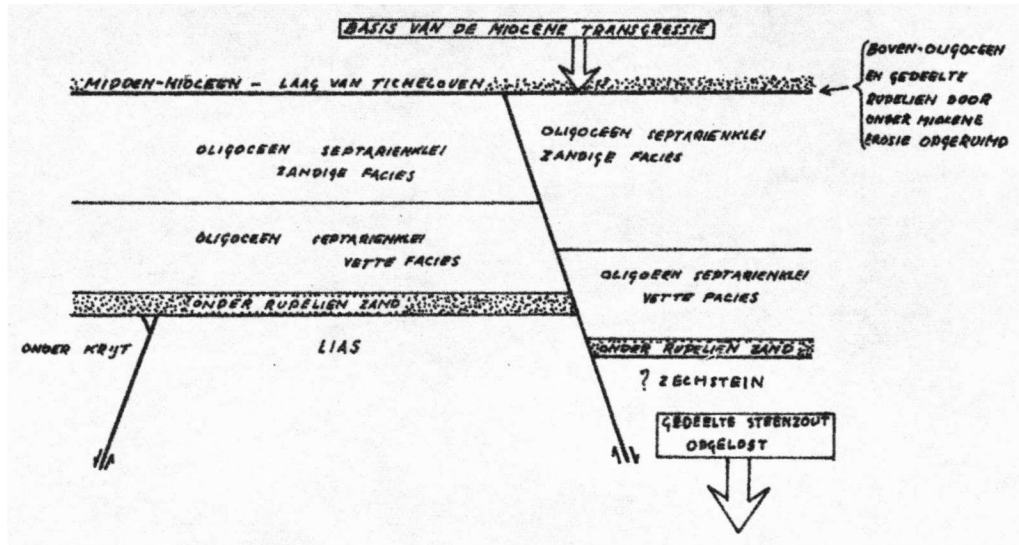 BASIS VAN DE MIOCENE TRANSGRESSIE
BOVEN-OLIGOCEEN
EN GEDEELTE
RUPELIEN DOOR
ONDER MIOCENE
EROSIE OPGERUIMD
MIDDEN-MIOCEEN - LAAG VAN TICHELOVEN
OLIGOCEEN SEPTARIENKLEI
ZANDIGE FACIES
OLIGOCEEN SEPTARIENKLEI
ZANDIGE FACIES
OLIGOCEEN SEPTARIENKLEI
VETTE FACIES
OLIGOEEN SEPTARIENKLEI
VETTE FACIES
ONDER RUPELIEN ZAND
ONDER KRIJT
LIAS
ONDER RUPELIEN ZAND
? ZECHSTEIN
GEDEELTE STEENZOUT
OPGELOST